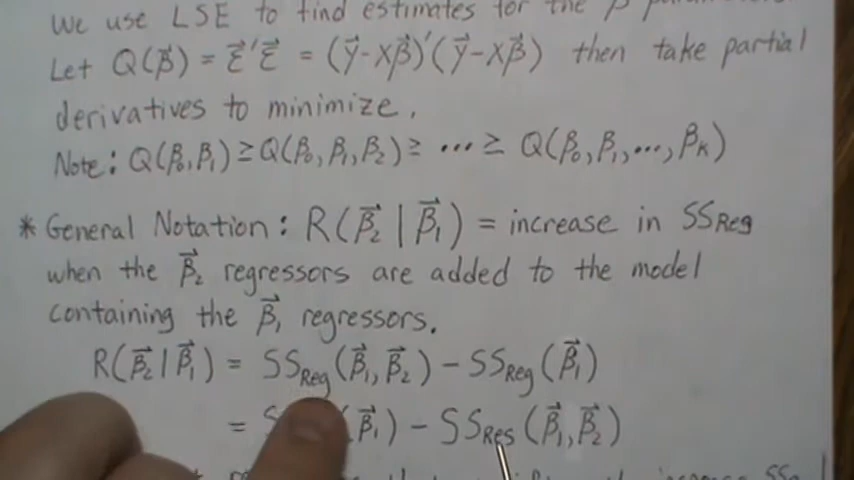 We use LSE to find estimates for the β
Let Q(β⃗) = ε⃗'ε⃗ = (y⃗-Xβ⃗)'(y⃗-Xβ⃗) then take partial
derivatives to minimize.
Note: Q(β₀,β₁) ≥ Q(β₀,β₁,β₂) ≥ ... ≥ Q(β₀,β₁,...,βₖ)
* General Notation: R(β⃗₂ | β⃗₁) = increase in SSReg
when the β⃗₂ regressors are added to the model
containing the β⃗₁ regressors.
R(β⃗₂ | β⃗₁) = SSReg(β⃗₁,β⃗₂) - SSReg(β⃗₁)
= (β⃗₁) - SSRes(β⃗₁,β⃗₂)